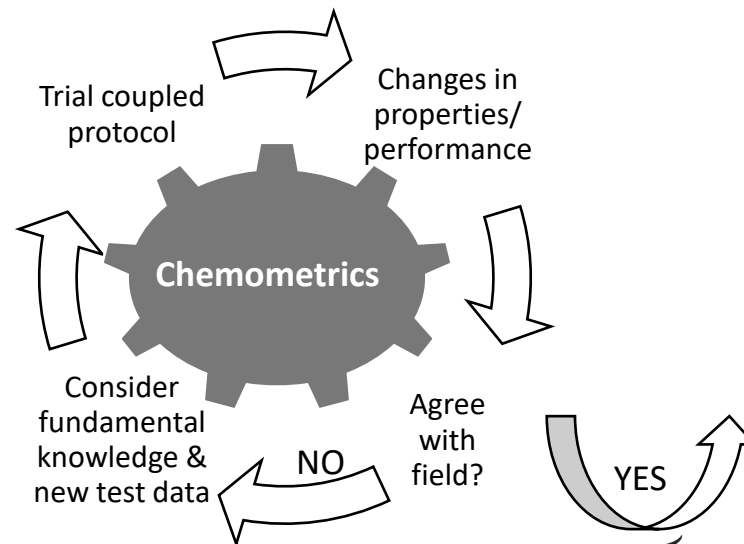 Trial coupled
protocol
Changes in
properties/
performance
Chemometrics
Agree
with
field?
YES
NO
Consider
fundamental
knowledge &
new test data